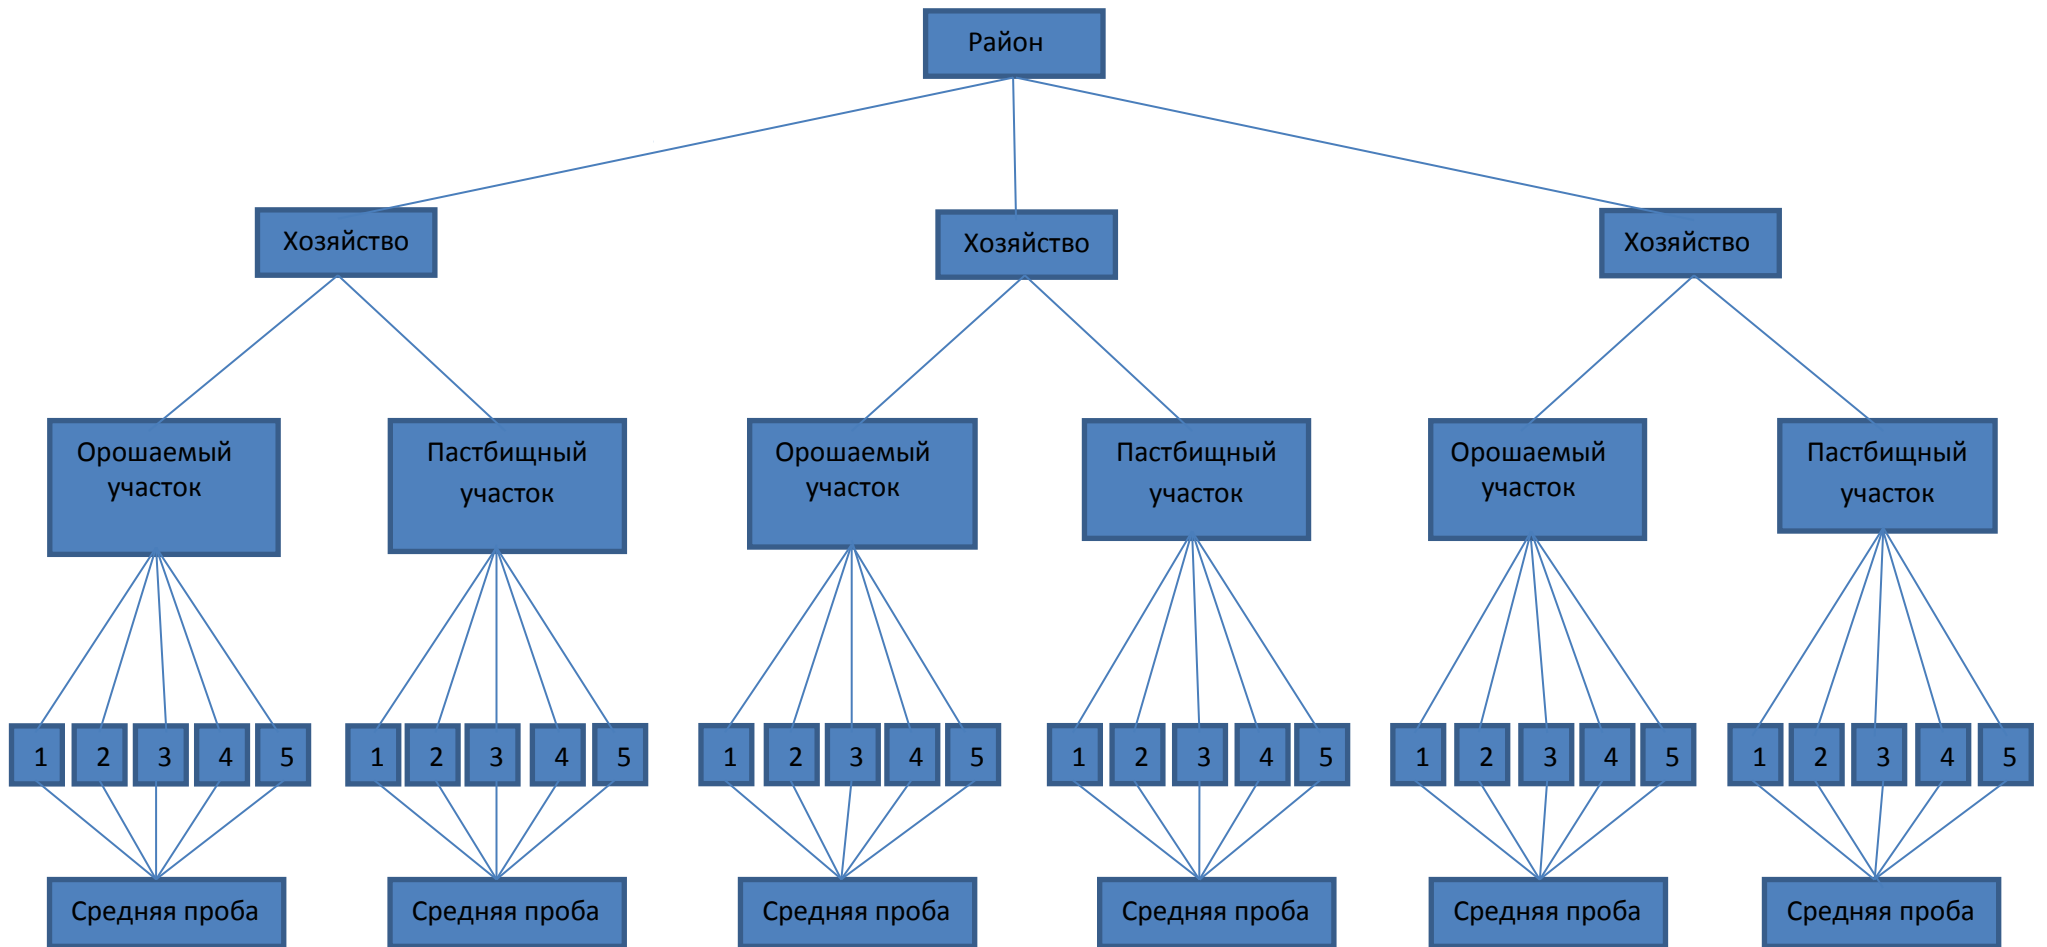 Район
Хозяйство
Хозяйство
Хозяйство
Орошаемый
участок
Пастбищный
участок
Орошаемый
участок
Пастбищный
участок
Орошаемый
участок
Пастбищный
участок
1 2 3 4 5
1 2 3 4 5
1 2 3 4 5
1 2 3 4 5
1 2 3 4 5
1 2 3 4 5
Средняя проба
Средняя проба
Средняя проба
Средняя проба
Средняя проба
Средняя проба